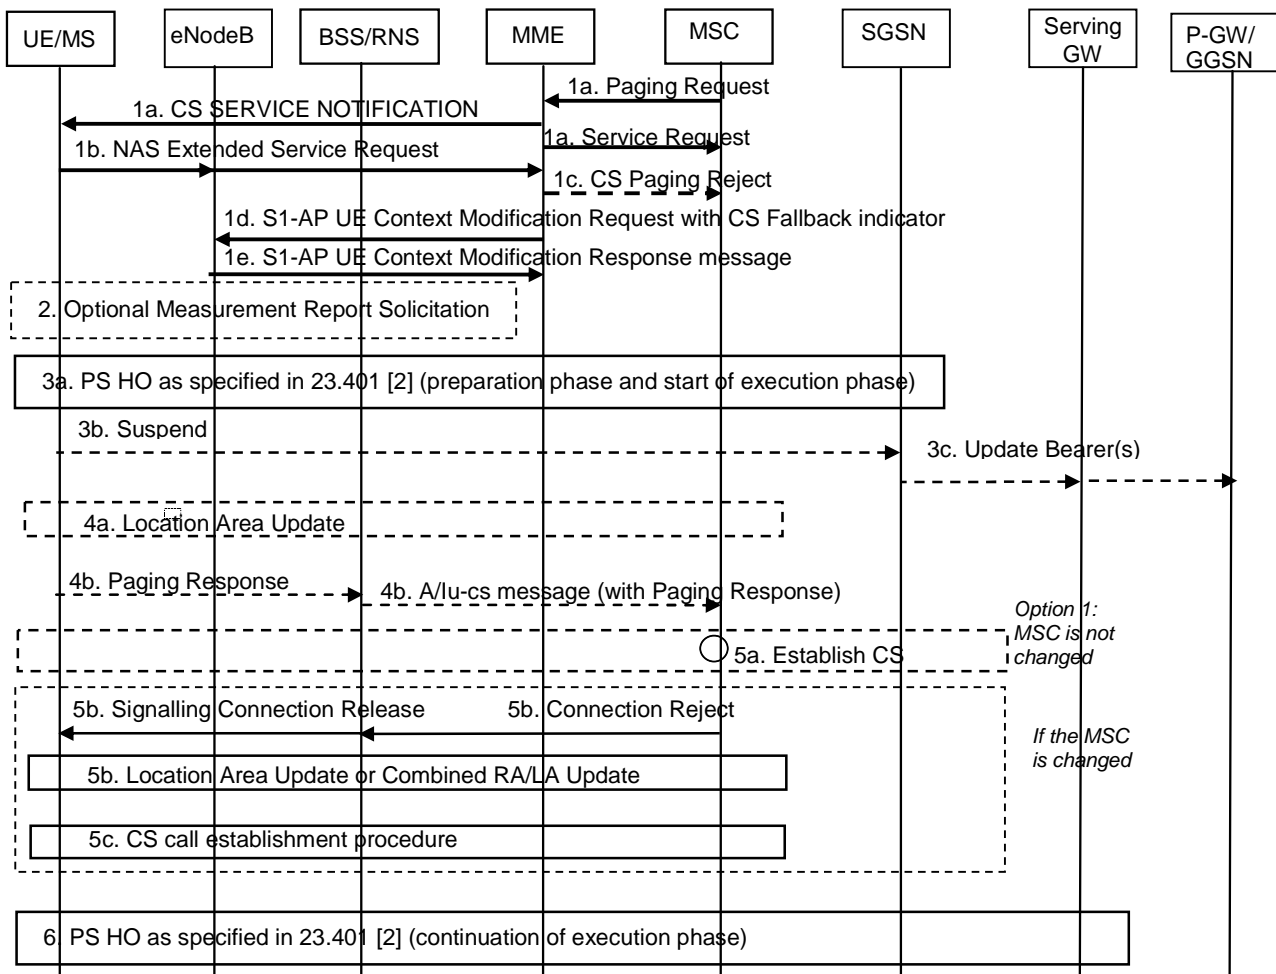 UE/MS
eNodeB
BSS/RNS
MME
MSC
SGSN
Serving
GW
P-GW/
GGSN
1a. Paging Request
1a. CS SERVICE NOTIFICATION
1a. Service Request
1b. NAS Extended Service Request
1c. CS Paging Reject
1d. S1-AP UE Context Modification Request with CS Fallback indicator
1e. S1-AP UE Context Modification Response message
2. Optional Measurement Report Solicitation
3a. PS HO as specified in 23.401 [2] (preparation phase and start of execution phase)
3b. Suspend
3c. Update Bearer(s)
4a. Location Area Update
4b. Paging Response
4b. A/Iu-cs message (with Paging Response)
Option 1:
MSC is not
changed
5a. Establish CS
5b. Signalling Connection Release
5b. Connection Reject
If the MSC
is changed
5b. Location Area Update or Combined RA/LA Update
5c. CS call establishment procedure
6. PS HO as specified in 23.401 [2] (continuation of execution phase)